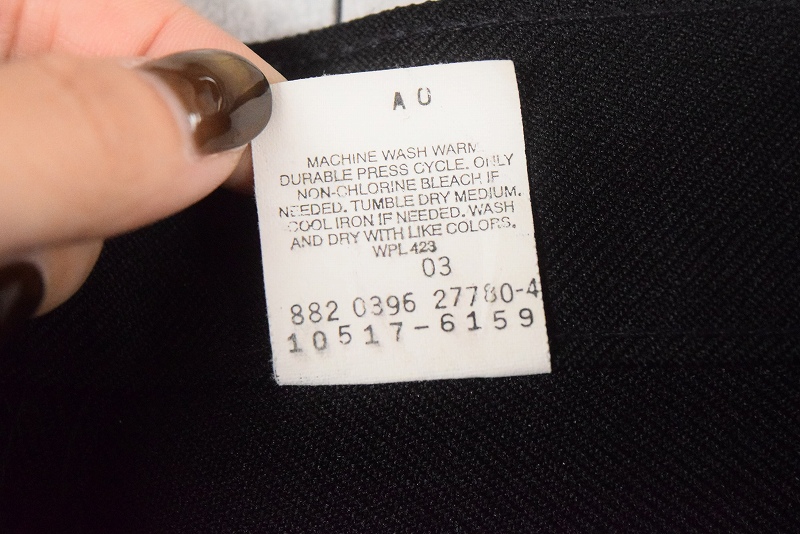 A 0
MACHINE WASH WARM
DURABLE PRESS CYCLE. ONLY
NON-CHLORINE BLEACH IF
NEEDED. TUMBLE DRY MEDIUM.
COOL IRON IF NEEDED. WASH
AND DRY WITH LIKE COLORS.
WPL 423
03
882 0396 27780-4
10517-6159